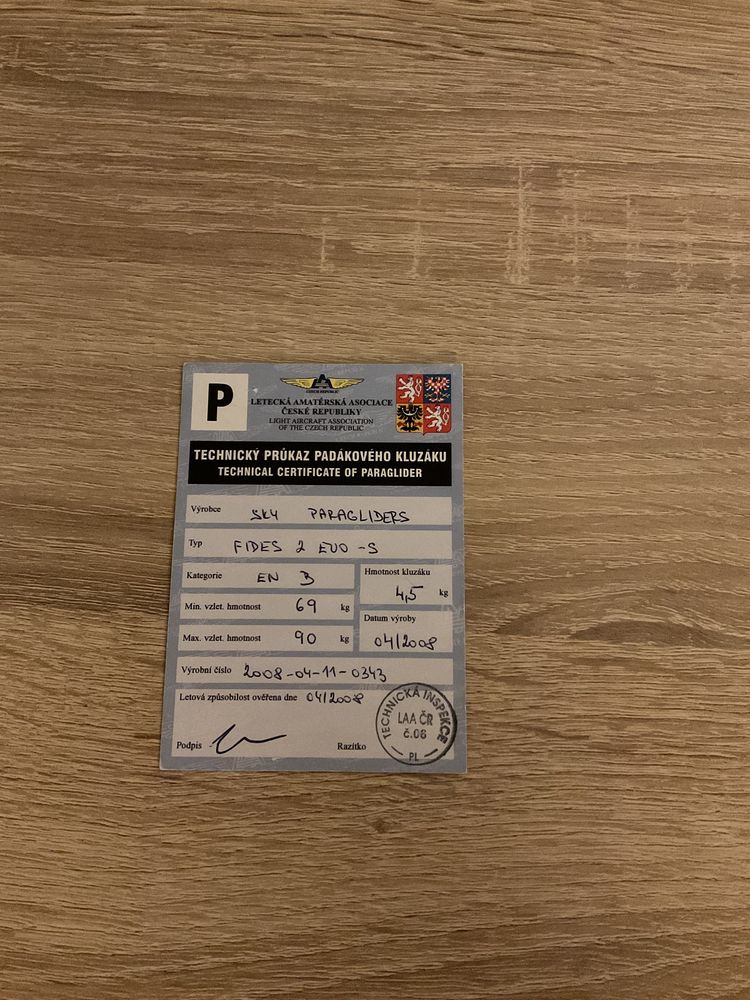 P
CZECH REPUBLIC
LETECKÁ AMATÉRSKÁ ASOCIACE
ČESKÉ REPUBLIKY
LIGHT AIRCRAFT ASSOCIATION
OF THE CZECH REPUBLIC
TECHNICKÝ PRŮKAZ PADÁKOVÉHO KLUZÁKU
TECHNICAL CERTIFICATE OF PARAGLIDER
Výrobce SKY PARAGLIDERS
Typ FIDES 2 EVO-S
Kategorie EN B
Hmotnost kluzáku 4,5 kg
Min. vzlet. hmotnost 69 kg
Datum výroby 04/2008
Max. vzlet. hmotnost 90 kg
Výrobní číslo 2008-04-11-0343
Letová způsobilost ověřena dne 04/2008
Podpis
Razítko
TECHNICKÁ INSPEKCE
LAA ČR
č.06
PL